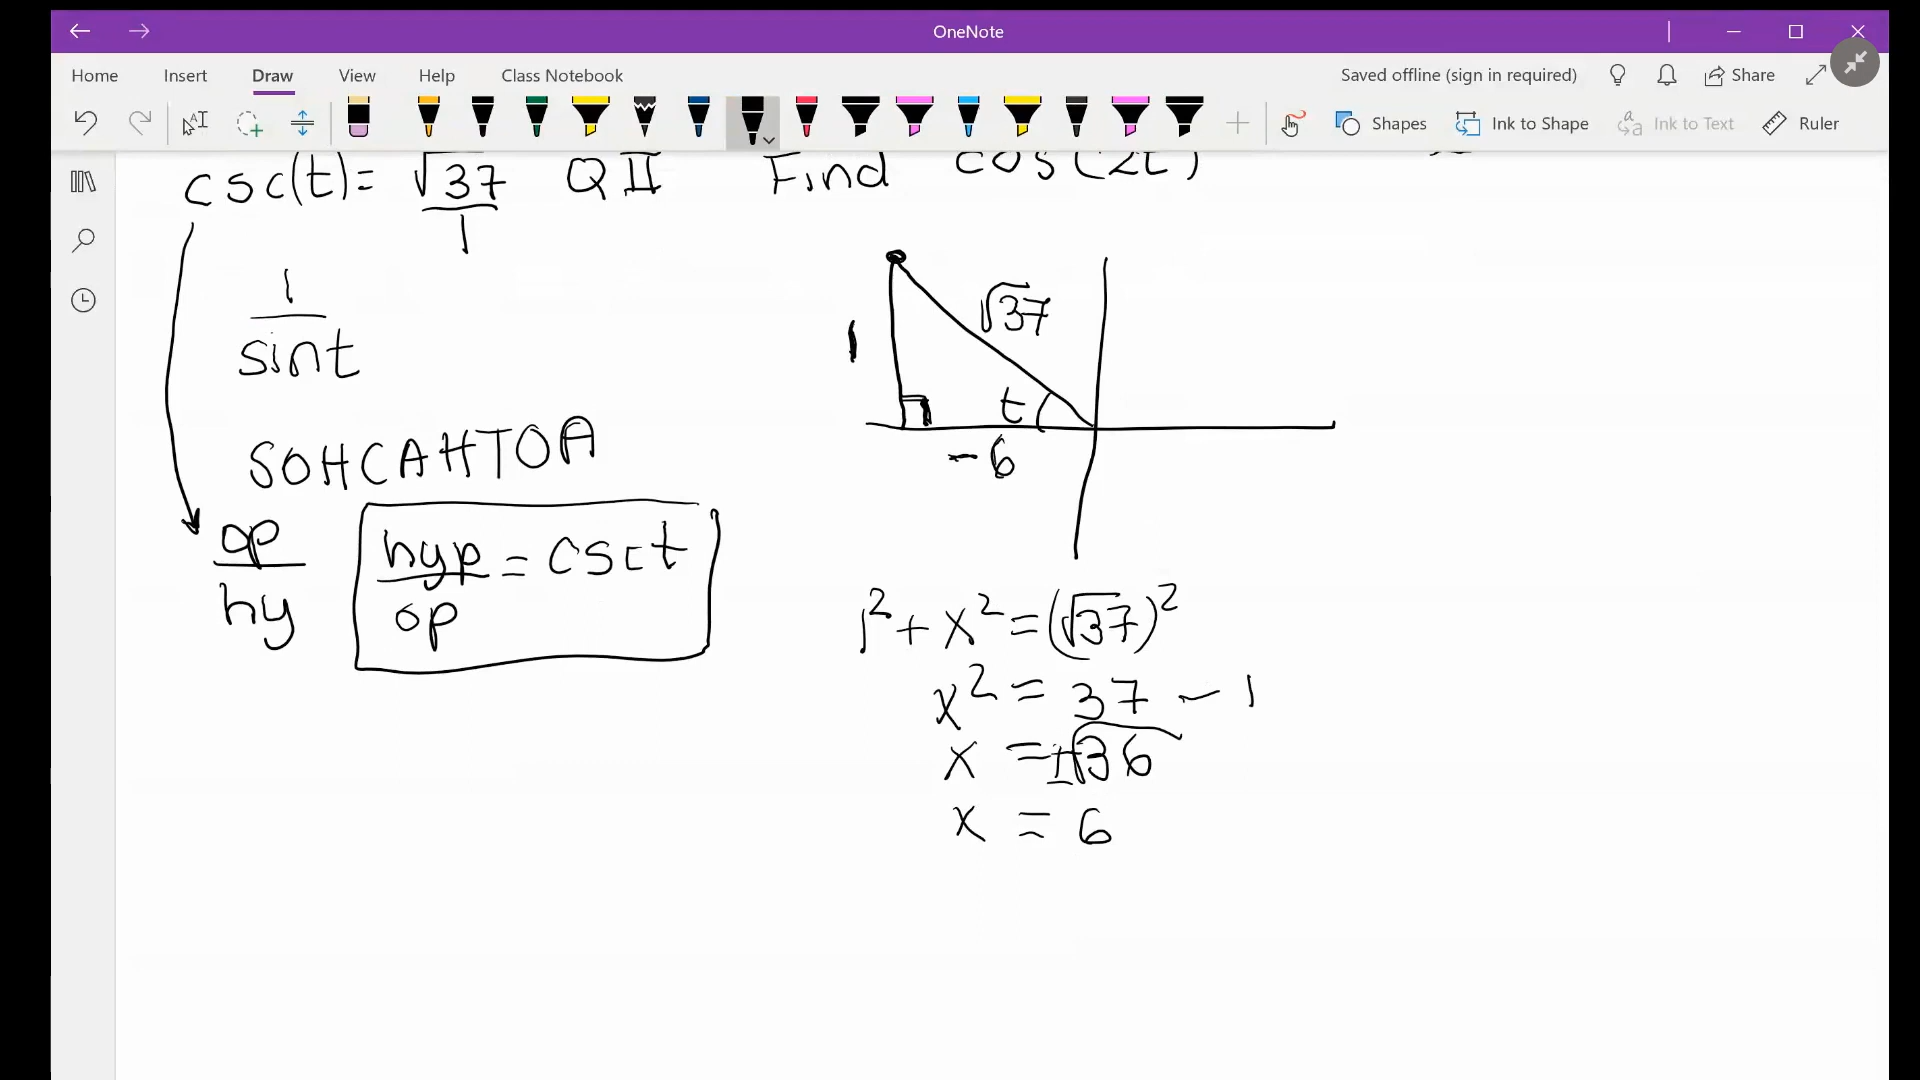 OneNote
Home Insert Draw View Help Class Notebook Saved offline (sign in required) Share
Shapes Ink to Shape Ink to Text Ruler
csc(t) = √37/1 QII Find cos(2t)
1/sint
SOHCAHTOA
op/hy
hyp/op = csct
√37
1
t
-6
1² + x² = (√37)²
x² = 37 - 1
x = ±√36
x = 6